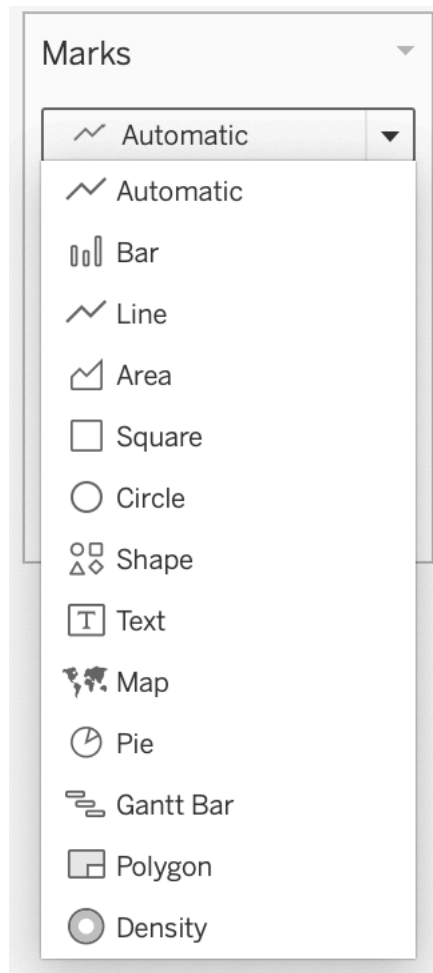 Marks
Automatic
Automatic
Bar
Line
Area
Square
Circle
Shape
T Text
Map
Pie
Gantt Bar
Polygon
Density